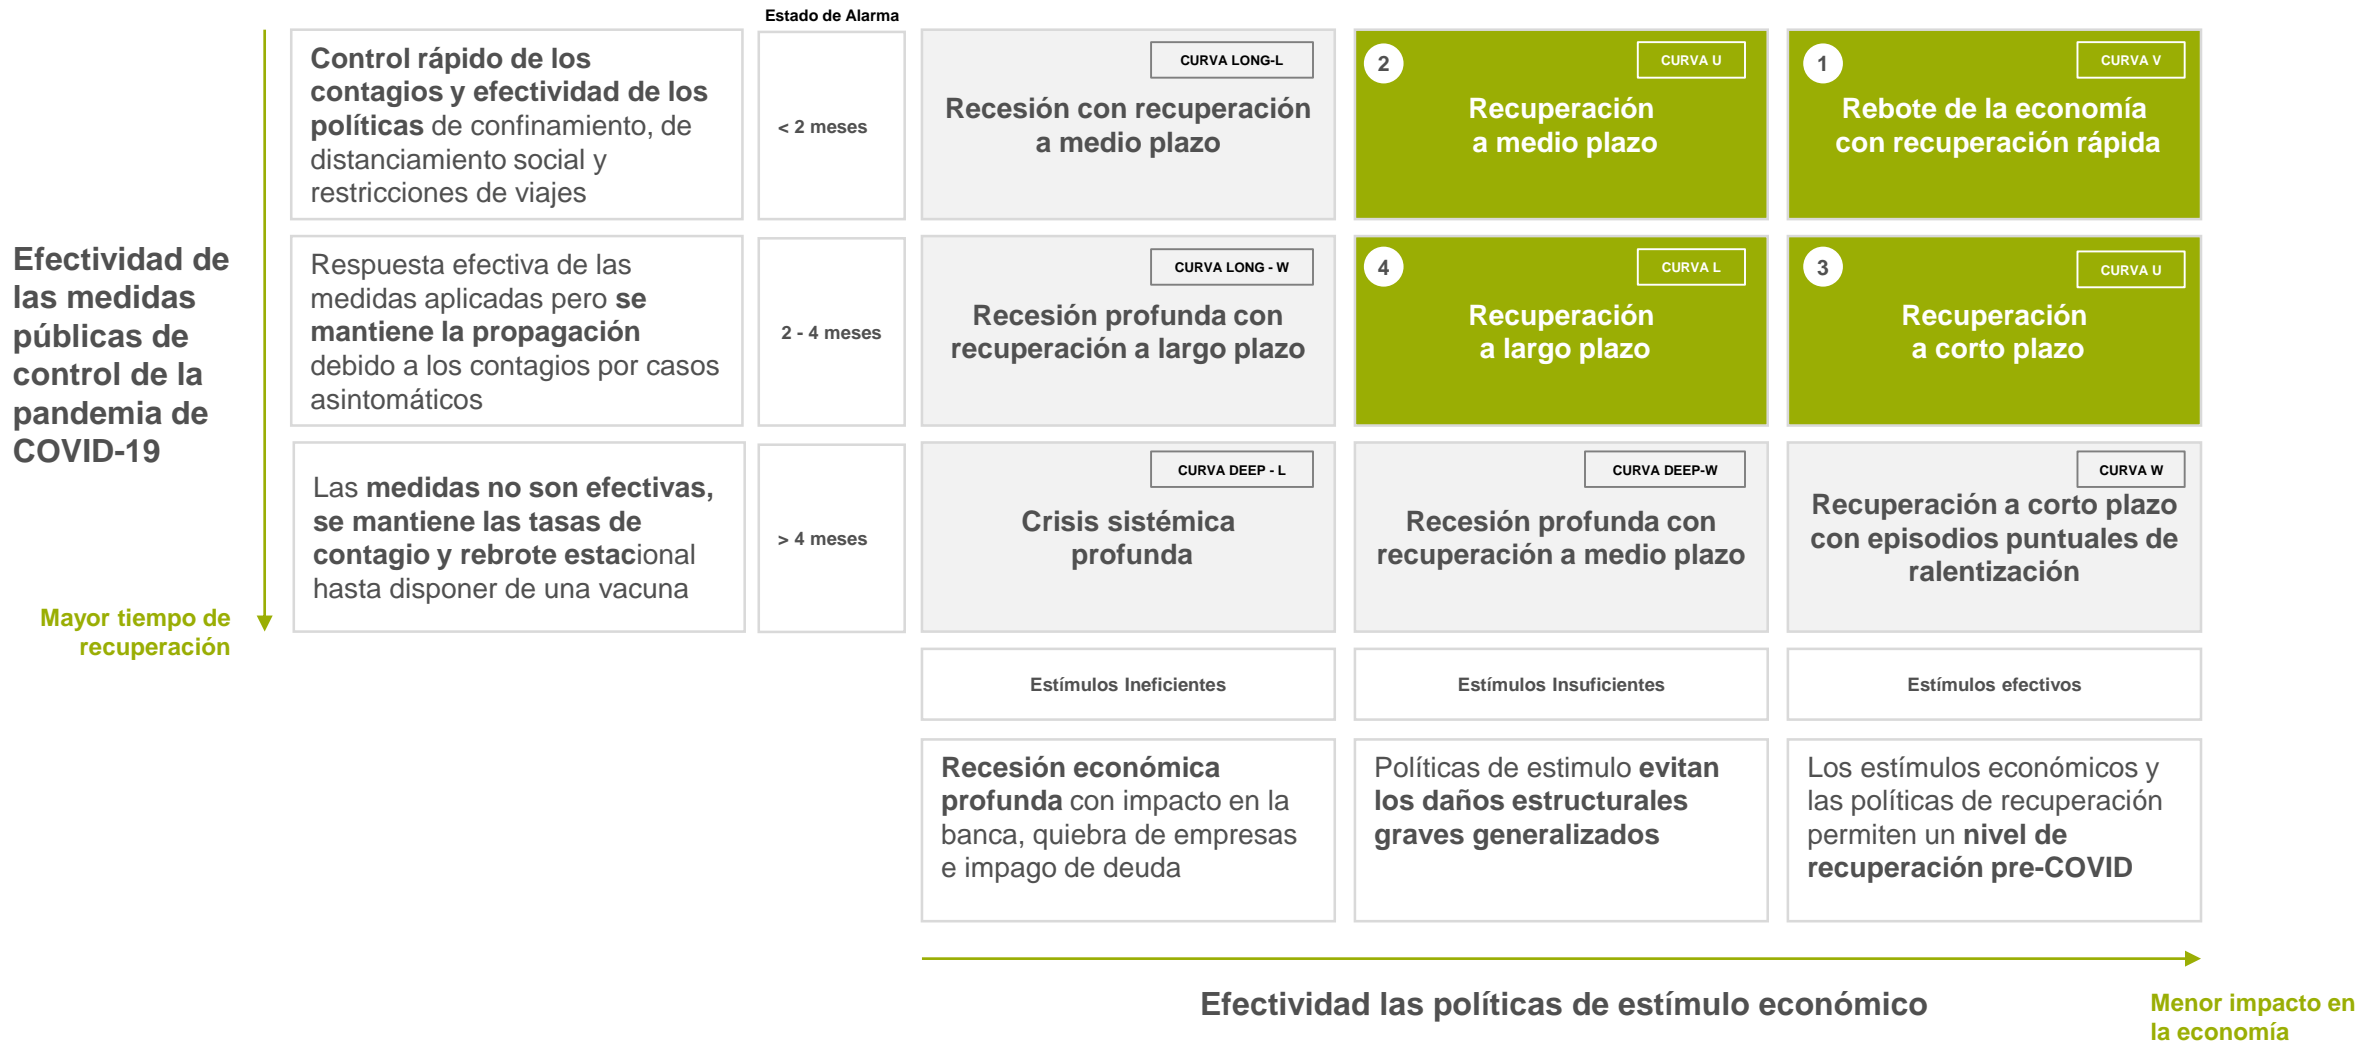 Estado de Alarma
Control rápido de los
contagios y efectividad de los
políticas de confinamiento, de
distanciamiento social y
restricciones de viajes
< 2 meses
CURVA LONG-L
Recesión con recuperación
a medio plazo
2
CURVA U
Recuperación
a medio plazo
1
CURVA V
Rebote de la economía
con recuperación rápida
Efectividad de
las medidas
públicas de
control de la
pandemia de
COVID-19
Respuesta efectiva de las
medidas aplicadas pero se
mantiene la propagación
debido a los contagios por casos
asintomáticos
2 - 4 meses
CURVA LONG - W
Recesión profunda con
recuperación a largo plazo
4
CURVA L
Recuperación
a largo plazo
3
CURVA U
Recuperación
a corto plazo
Las medidas no son efectivas,
se mantiene las tasas de
contagio y rebrote estacional
hasta disponer de una vacuna
> 4 meses
CURVA DEEP - L
Crisis sistémica
profunda
CURVA DEEP-W
Recesión profunda con
recuperación a medio plazo
CURVA W
Recuperación a corto plazo
con episodios puntuales de
ralentización
Mayor tiempo de
recuperación
Estímulos Ineficientes
Estímulos Insuficientes
Estímulos efectivos
Recesión económica
profunda con impacto en la
banca, quiebra de empresas
e impago de deuda
Políticas de estimulo evitan
los daños estructurales
graves generalizados
Los estímulos económicos y
las políticas de recuperación
permiten un nivel de
recuperación pre-COVID
Efectividad las políticas de estímulo económico
Menor impacto en
la economía